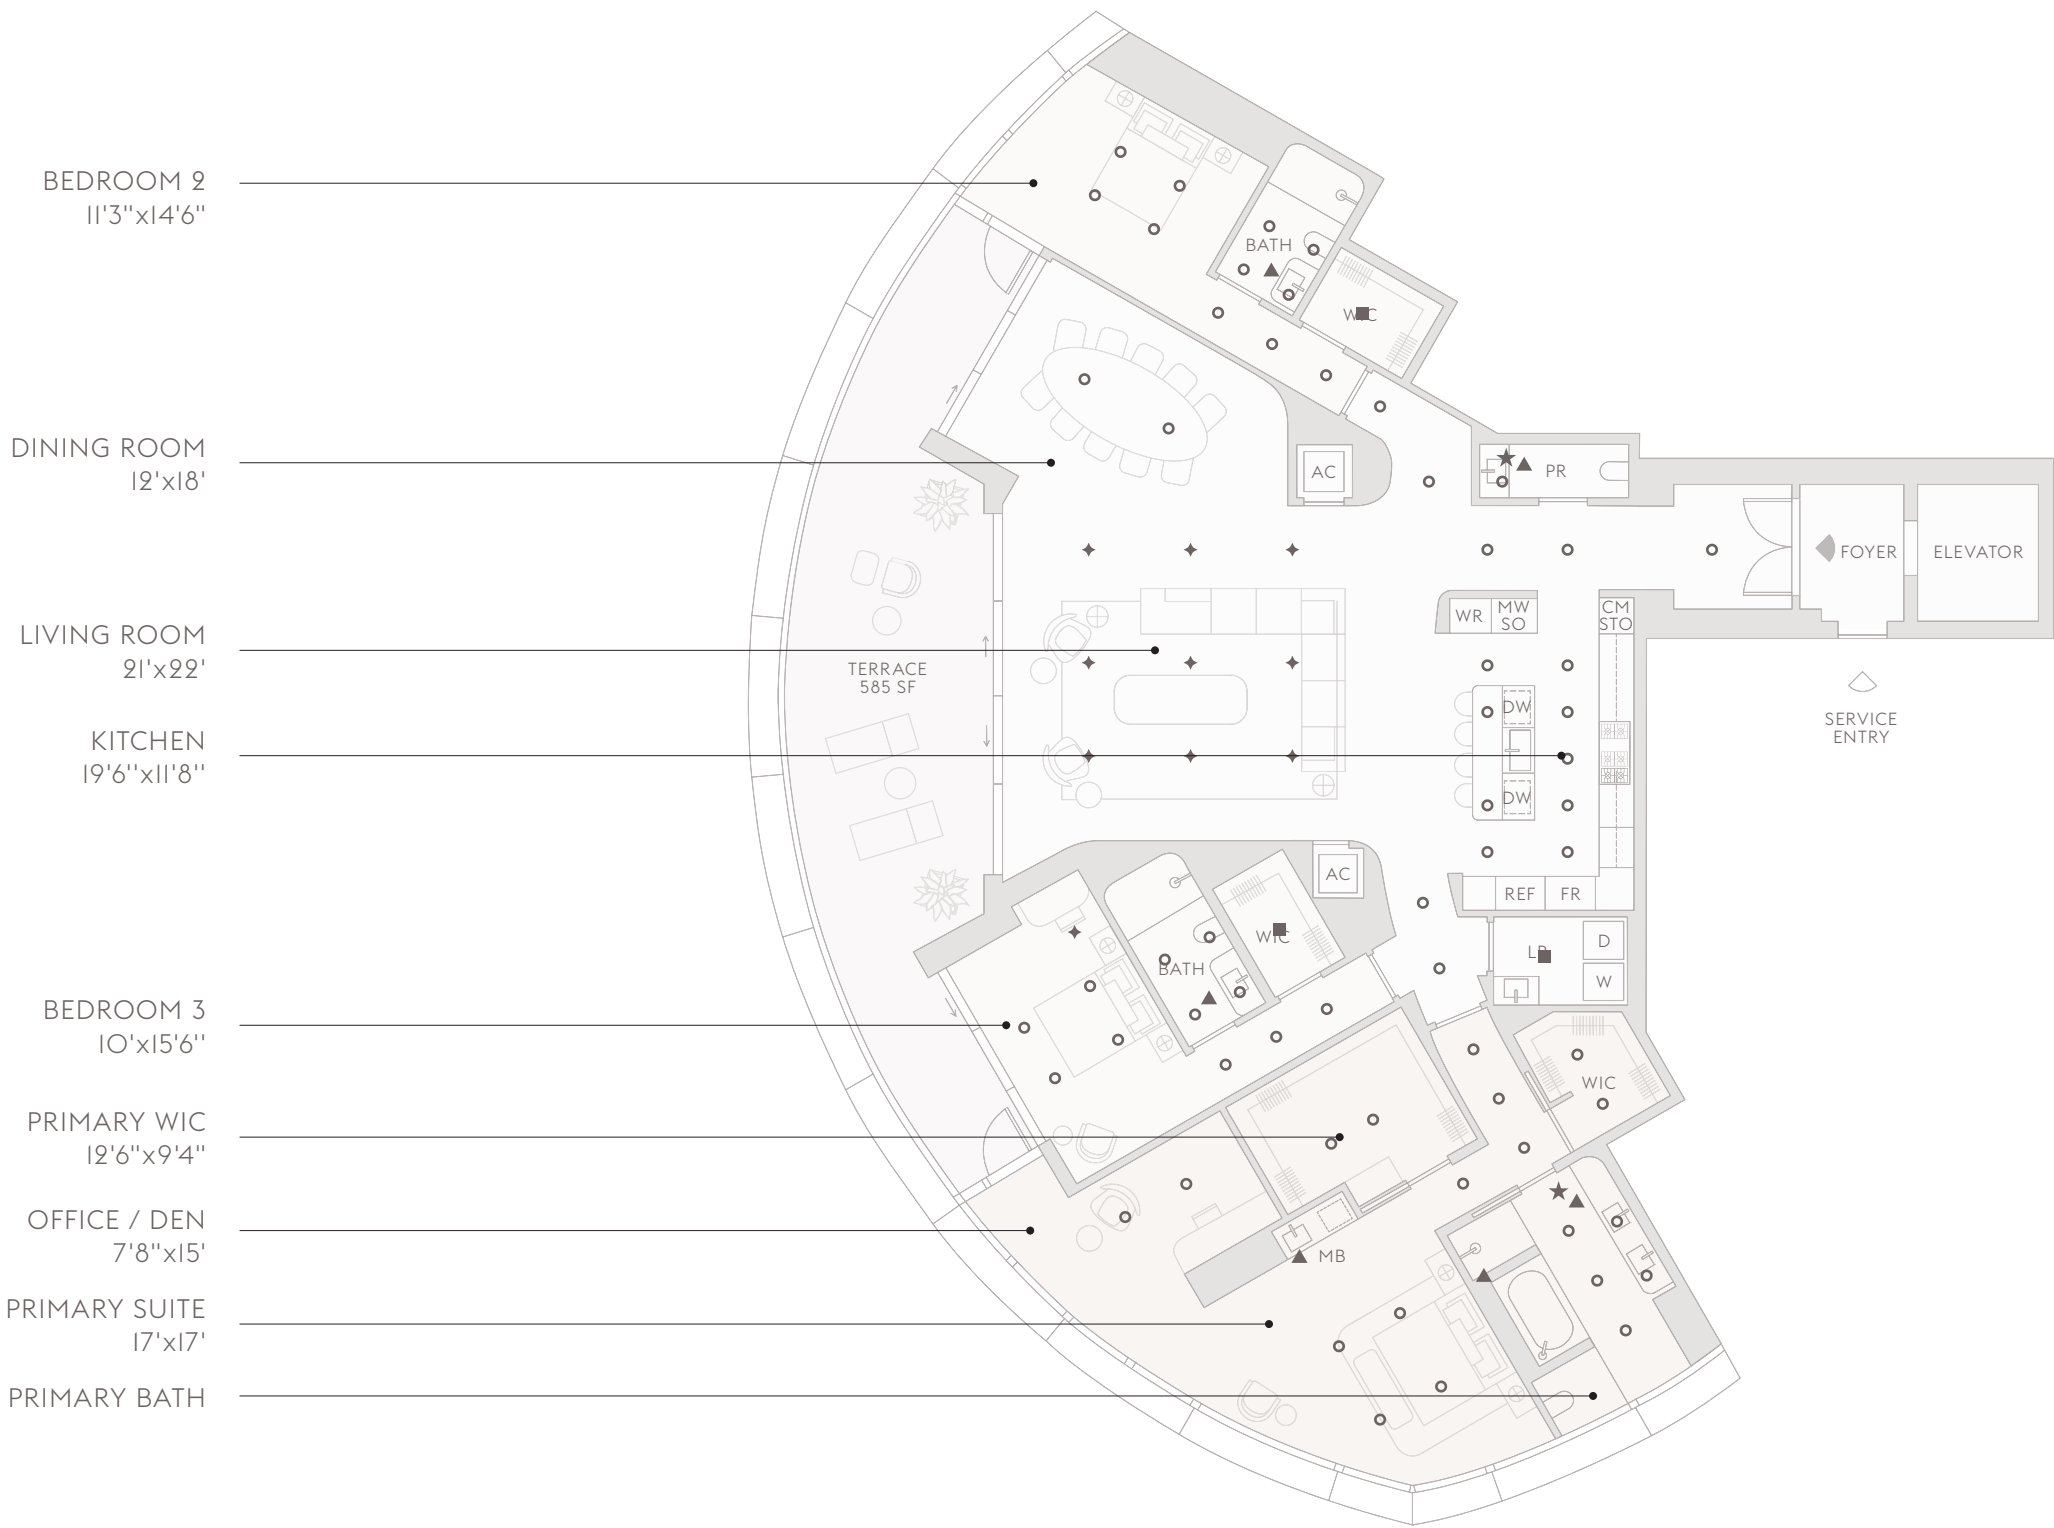 BEDROOM 2
11'3"x14'6"
DINING ROOM
12'x18'
LIVING ROOM
21'x22'
KITCHEN
19'6"x11'8"
BEDROOM 3
10'x15'6"
PRIMARY WIC
12'6"x9'4"
OFFICE / DEN
7'8"x15'
PRIMARY SUITE
17'x17'
PRIMARY BATH
BATH
WIC
AC
PR
FOYER
ELEVATOR
WR
MW
SO
CM
STO
TERRACE
585 SF
DW
DW
SERVICE
ENTRY
AC
REF
FR
WIC
BATH
D
W
WIC
MB